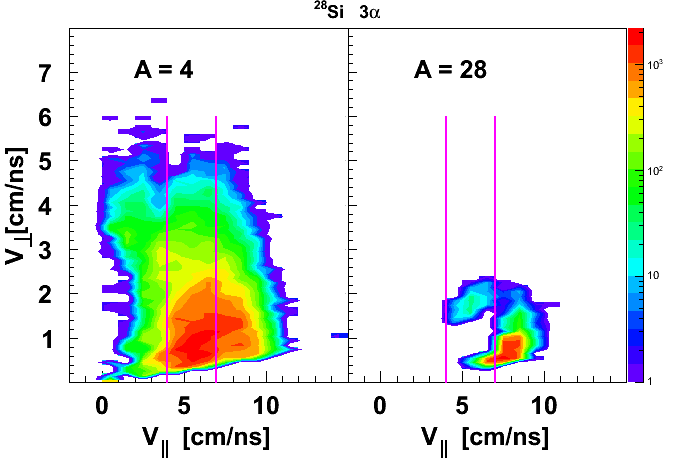 ²⁸Si 3α
A = 4
A = 28
7
6
5
4
3
2
1
V⊥[cm/ns]
0 5 10
0 5 10
V∥ [cm/ns]
V∥ [cm/ns]
10³
10²
10
1